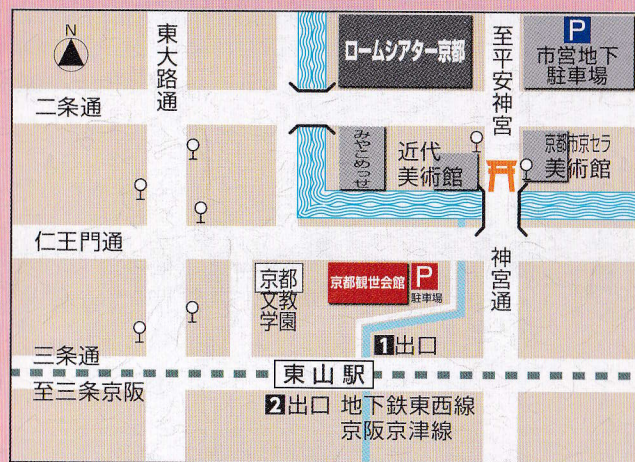 N
東大路通
ロームシアター京都
至平安神宮
P
市営地下
駐車場
二条通
みやこめっせ
近代
美術館
京都市京セラ
美術館
仁王門通
京都
文教
学園
京都観世会館
P
駐車場
神宮通
1出口
三条通
東山駅
至三条京阪
2出口 地下鉄東西線
京阪京津線